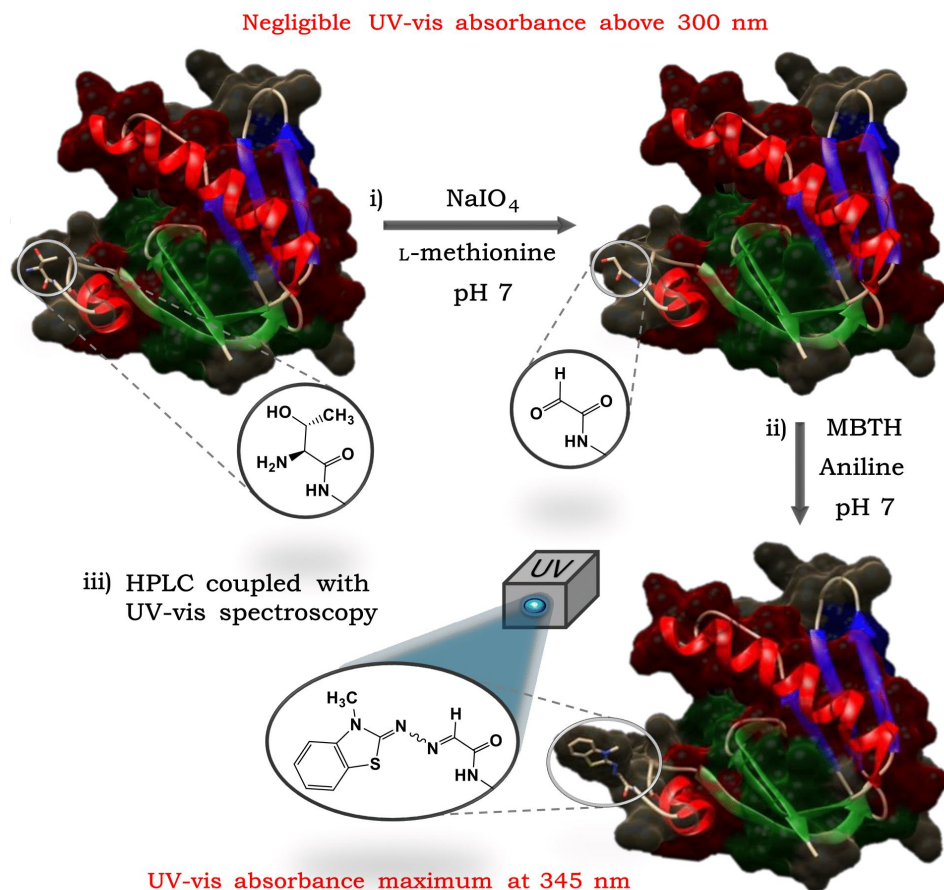 Negligible UV-vis absorbance above 300 nm
i)
NaIO4
L-methionine
pH 7
HO
CH3
H2N
O
HN
H
O
O
HN
ii)
MBTH
Aniline
pH 7
iii) HPLC coupled with
UV-vis spectroscopy
UV
H3C
N
N
N
S
H
O
HN
UV-vis absorbance maximum at 345 nm